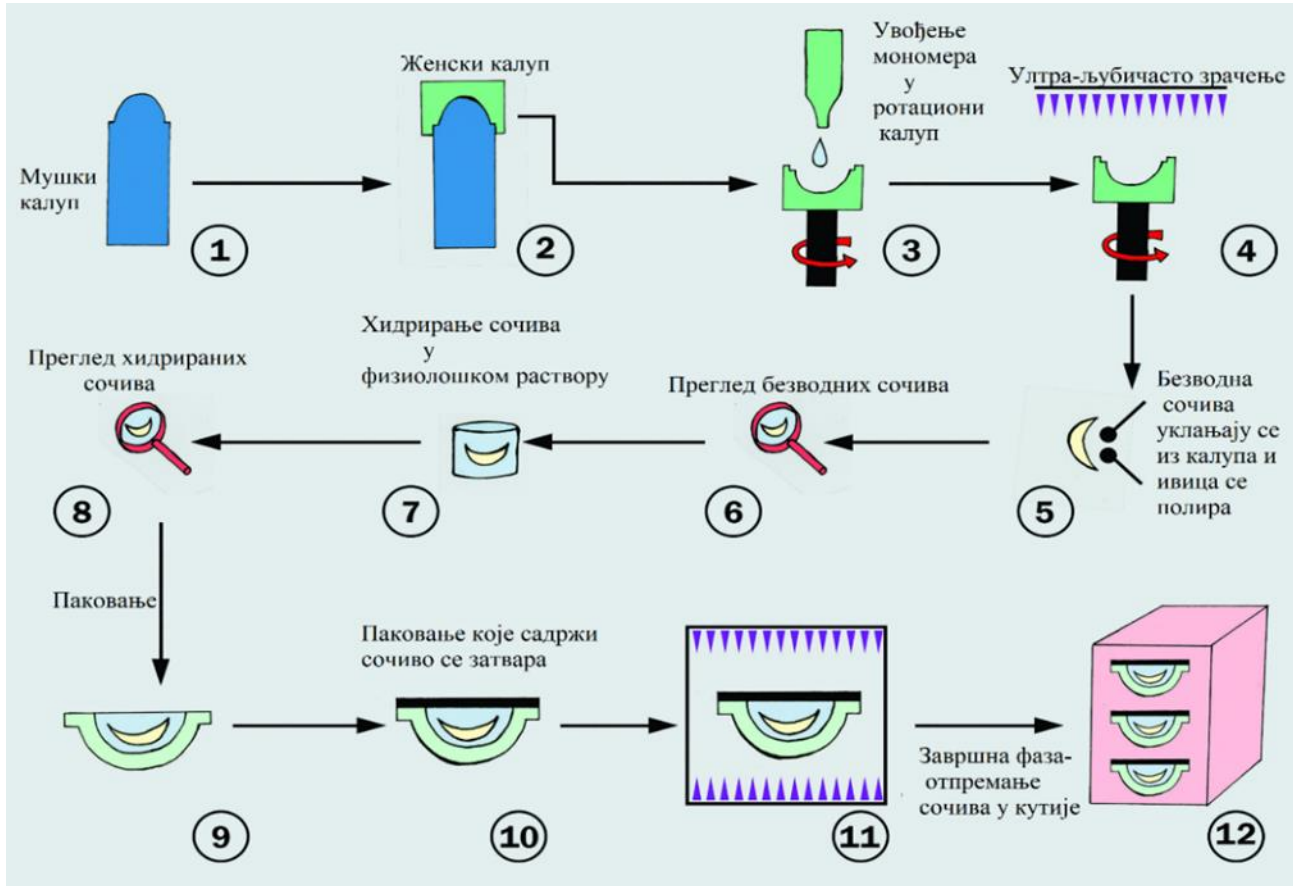 Мушки
калуп
1
Женски калуп
2
Увођење
мономера
у
ротациони
калуп
3
Ултра-љубичасто зрачење
4
Безводна
сочива
уклањају се
из калупа и
ивица се
полира
5
Преглед безводних сочива
6
Хидрирање сочива
у
физиолошком раствору
7
Преглед хидрираних
сочива
8
Паковање
9
Паковање које садржи
сочиво се затвара
10
11
Завршна фаза-
отпремање
сочива у кутије
12